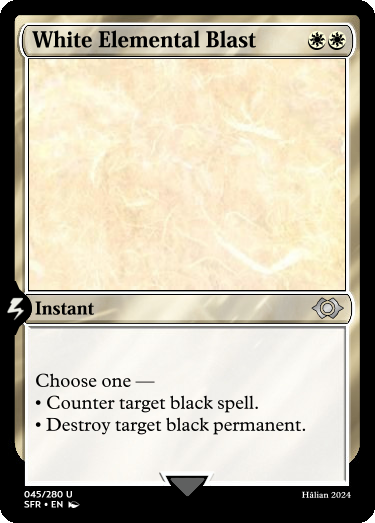 White Elemental Blast
Instant
Choose one —
• Counter target black spell.
• Destroy target black permanent.
045/280 U
SFR • EN
Hālian 2024